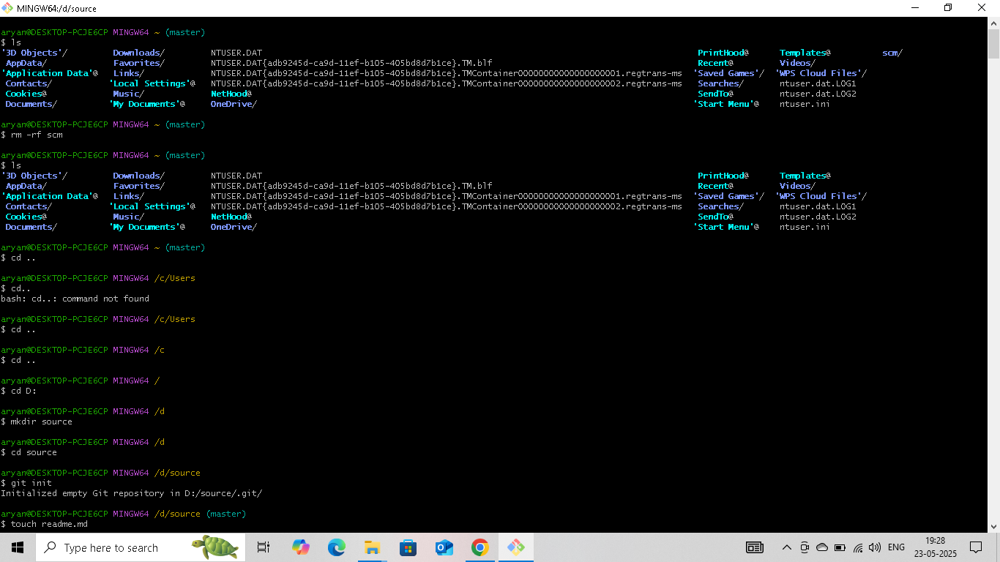 MINGW64:/d/source
aryan@DESKTOP-PCJE6CP MINGW64 ~ (master)
$ ls
'3D Objects'/ Downloads/ NTUSER.DAT PrintHood@ Templates@ scm/
AppData/ Favorites/ NTUSER.DAT{adb9245d-ca9d-11ef-b105-405bd8d7b1ce}.TM.blf Recent@ Videos/
'Application Data'@ Links/ NTUSER.DAT{adb9245d-ca9d-11ef-b105-405bd8d7b1ce}.TMContainer00000000000000000001.regtrans-ms 'Saved Games'/ 'WPS Cloud Files'/
Contacts/ 'Local Settings'@ NTUSER.DAT{adb9245d-ca9d-11ef-b105-405bd8d7b1ce}.TMContainer00000000000000000002.regtrans-ms Searches/ ntuser.dat.LOG1
Cookies@ Music/ NetHood@ SendTo@ ntuser.dat.LOG2
Documents/ 'My Documents'@ OneDrive/ 'Start Menu'@ ntuser.ini
aryan@DESKTOP-PCJE6CP MINGW64 ~ (master)
$ rm -rf scm
aryan@DESKTOP-PCJE6CP MINGW64 ~ (master)
$ ls
'3D Objects'/ Downloads/ NTUSER.DAT PrintHood@ Templates@
AppData/ Favorites/ NTUSER.DAT{adb9245d-ca9d-11ef-b105-405bd8d7b1ce}.TM.blf Recent@ Videos/
'Application Data'@ Links/ NTUSER.DAT{adb9245d-ca9d-11ef-b105-405bd8d7b1ce}.TMContainer00000000000000000001.regtrans-ms 'Saved Games'/ 'WPS Cloud Files'/
Contacts/ 'Local Settings'@ NTUSER.DAT{adb9245d-ca9d-11ef-b105-405bd8d7b1ce}.TMContainer00000000000000000002.regtrans-ms Searches/ ntuser.dat.LOG1
Cookies@ Music/ NetHood@ SendTo@ ntuser.dat.LOG2
Documents/ 'My Documents'@ OneDrive/ 'Start Menu'@ ntuser.ini
aryan@DESKTOP-PCJE6CP MINGW64 ~ (master)
$ cd ..
aryan@DESKTOP-PCJE6CP MINGW64 /c/Users
$ cd..
bash: cd..: command not found
aryan@DESKTOP-PCJE6CP MINGW64 /c/Users
$ cd ..
aryan@DESKTOP-PCJE6CP MINGW64 /c
$ cd ..
aryan@DESKTOP-PCJE6CP MINGW64 /
$ cd D:
aryan@DESKTOP-PCJE6CP MINGW64 /d
$ mkdir source
aryan@DESKTOP-PCJE6CP MINGW64 /d
$ cd source
aryan@DESKTOP-PCJE6CP MINGW64 /d/source
$ git init
Initialized empty Git repository in D:/source/.git/
aryan@DESKTOP-PCJE6CP MINGW64 /d/source (master)
$ touch readme.md
Type here to search
ENG
19:28
23-05-2025